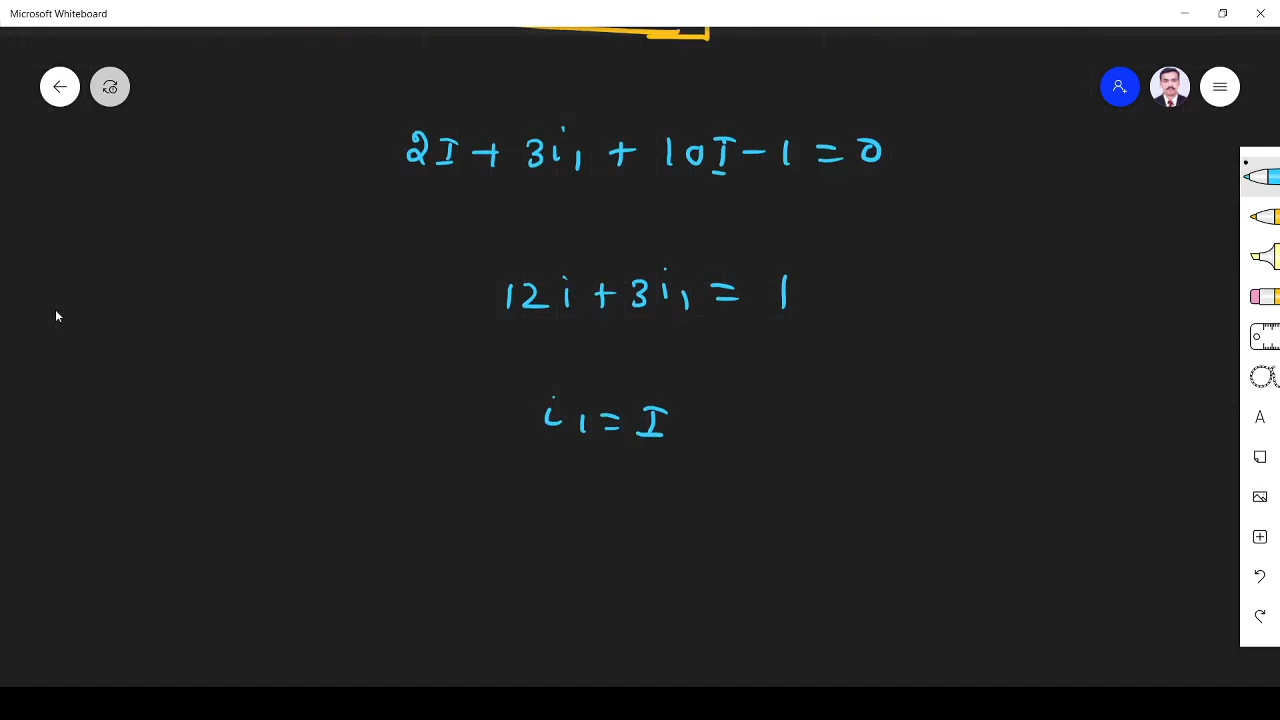 Microsoft Whiteboard
2I + 3i₁ + 10I - 1 = 0
12i + 3i₁ = 1
i₁ = I
A